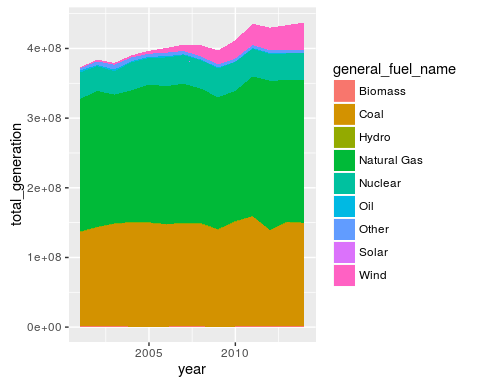 total_generation
4e+08
3e+08
2e+08
1e+08
0e+00
2005
2010
year
general_fuel_name
Biomass
Coal
Hydro
Natural Gas
Nuclear
Oil
Other
Solar
Wind